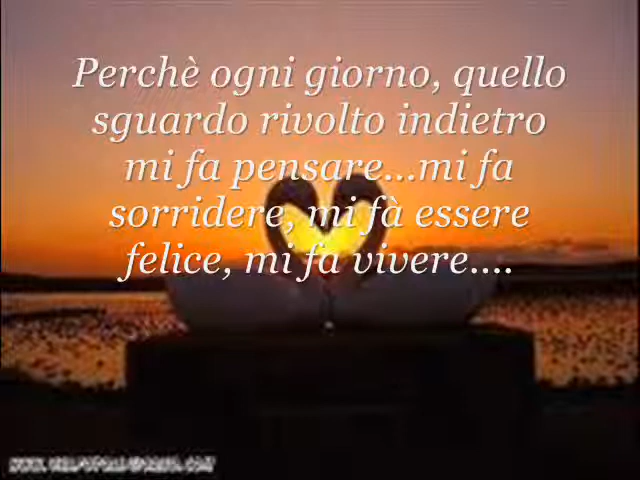 Perchè ogni giorno, quello
sguardo rivolto indietro
mi fa pensare...mi fa
sorridere, mi fà essere
felice, mi fa vivere....